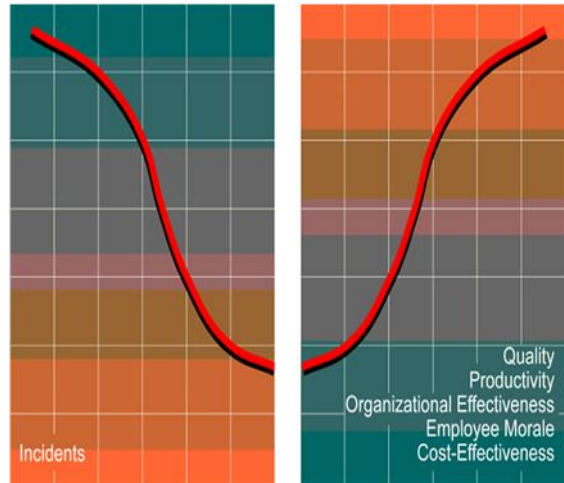 Incidents
Quality
Productivity
Organizational Effectiveness
Employee Morale
Cost-Effectiveness